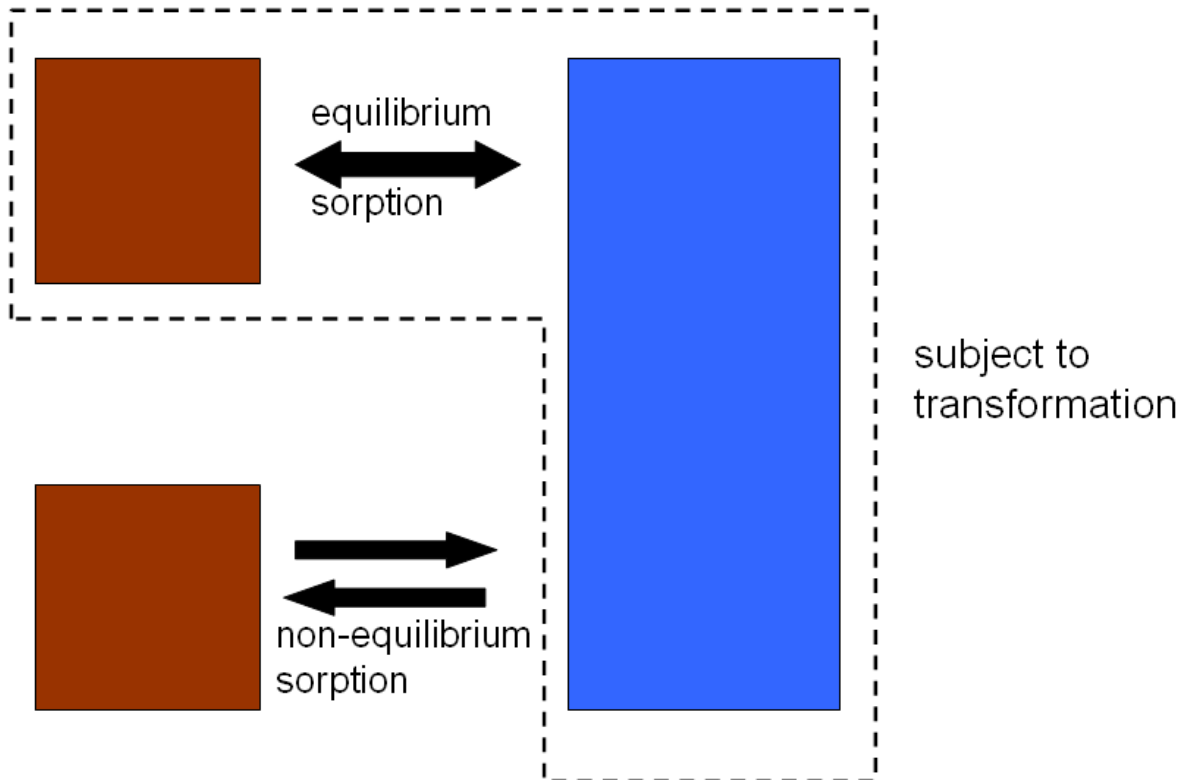 equilibrium
sorption
subject to
transformation
non-equilibrium
sorption